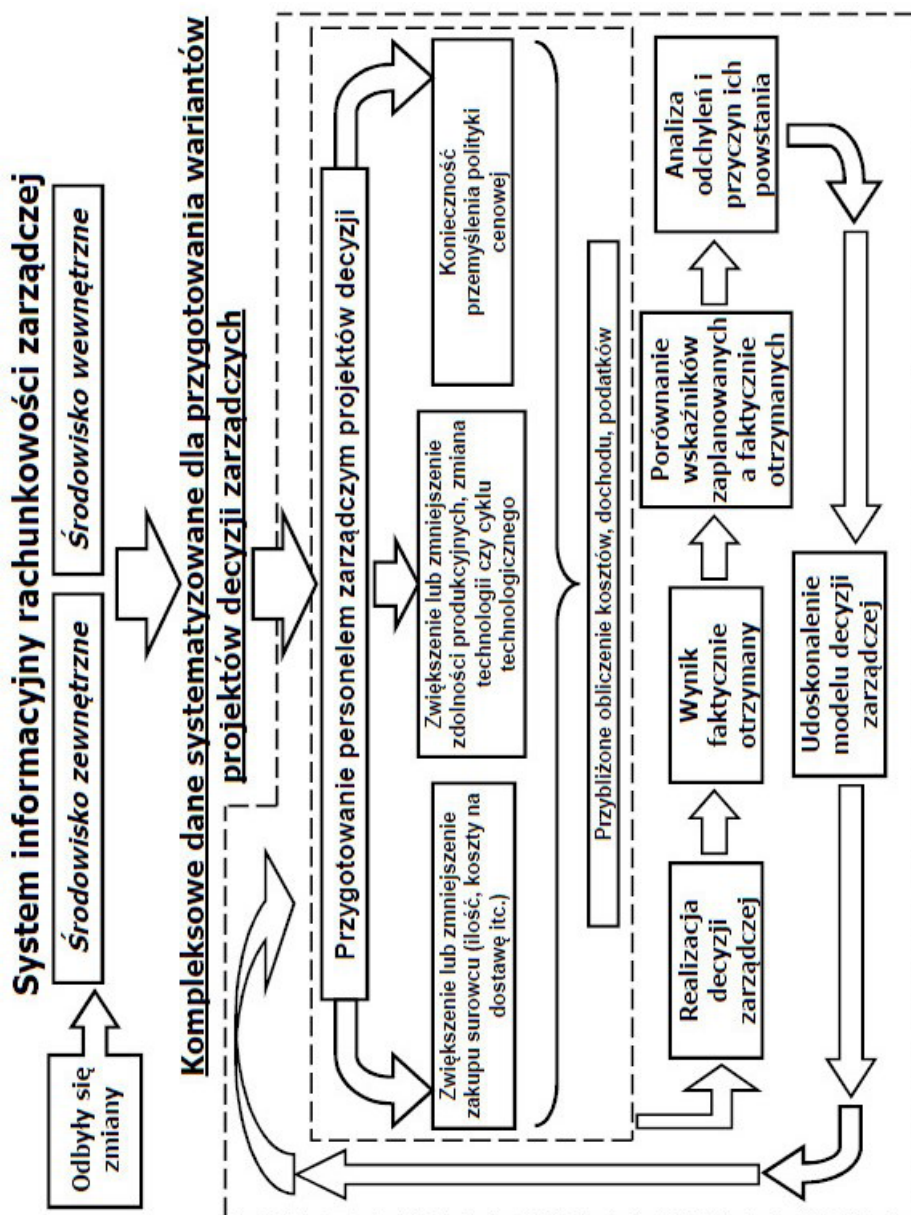 System informacyjny rachunkowości zarządczej
Odbyły się
zmiany
Środowisko zewnętrzne
Środowisko wewnętrzne
Kompleksowe dane systematyzowane dla przygotowania wariantów
projektów decyzji zarządczych
Przygotowanie personelem zarządczym projektów decyzji
Zwiększenie lub zmniejszenie
zakupu surowcu (ilość, koszty na
dostawę itc.)
Zwiększenie lub zmniejszenie
zdolności produkcyjnych, zmiana
technologii czy cyklu
technologicznego
Konieczność
przemyślenia polityki
cenowej
Przybliżone obliczenie kosztów, dochodu, podatków
Realizacja
decyzji
zarządczej
Wynik
faktycznie
otrzymany
Porównanie
wskaźników
zaplanowanych
a faktycznie
otrzymanych
Analiza
odchyleń i
przyczyn ich
powstania
Udoskonalenie
modelu decyzji
zarządczej